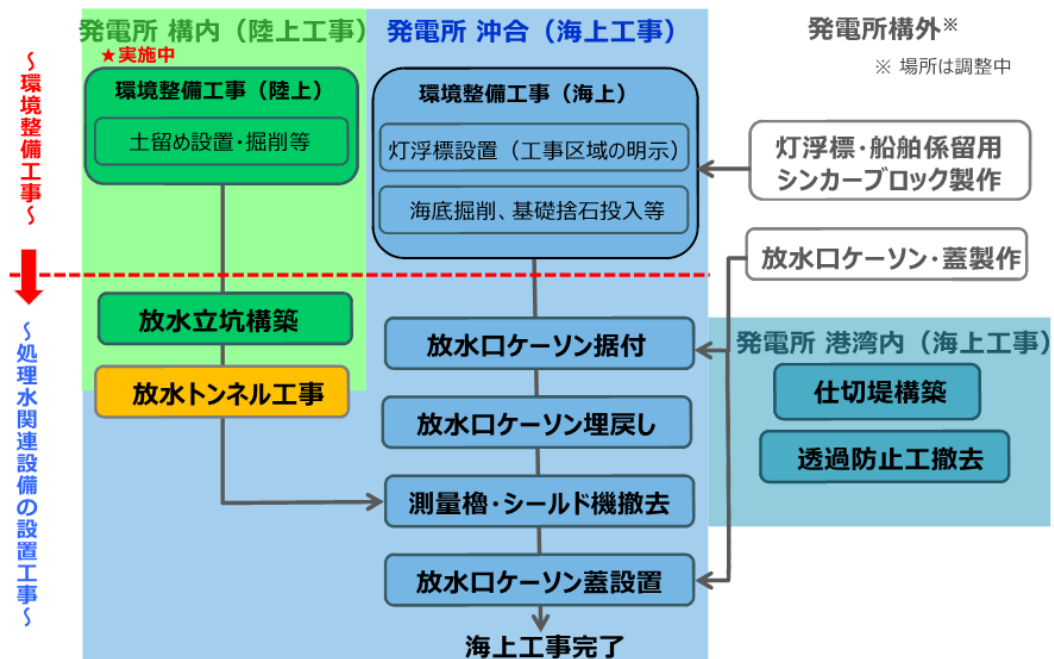 発電所 構内（陸上工事）
★実施中
環境整備工事（陸上）
土留め設置・掘削等
放水立坑構築
放水トンネル工事
発電所 沖合（海上工事）
環境整備工事（海上）
灯浮標設置（工事区域の明示）
海底掘削、基礎捨石投入等
放水口ケーソン据付
放水口ケーソン埋戻し
測量櫓・シールド機撤去
放水口ケーソン蓋設置
海上工事完了
発電所構外※
※ 場所は調整中
灯浮標・船舶係留用
シンカーブロック製作
放水口ケーソン・蓋製作
発電所 港湾内（海上工事）
仕切堤構築
透過防止工撤去
～環境整備工事～
～処理水関連設備の設置工事～